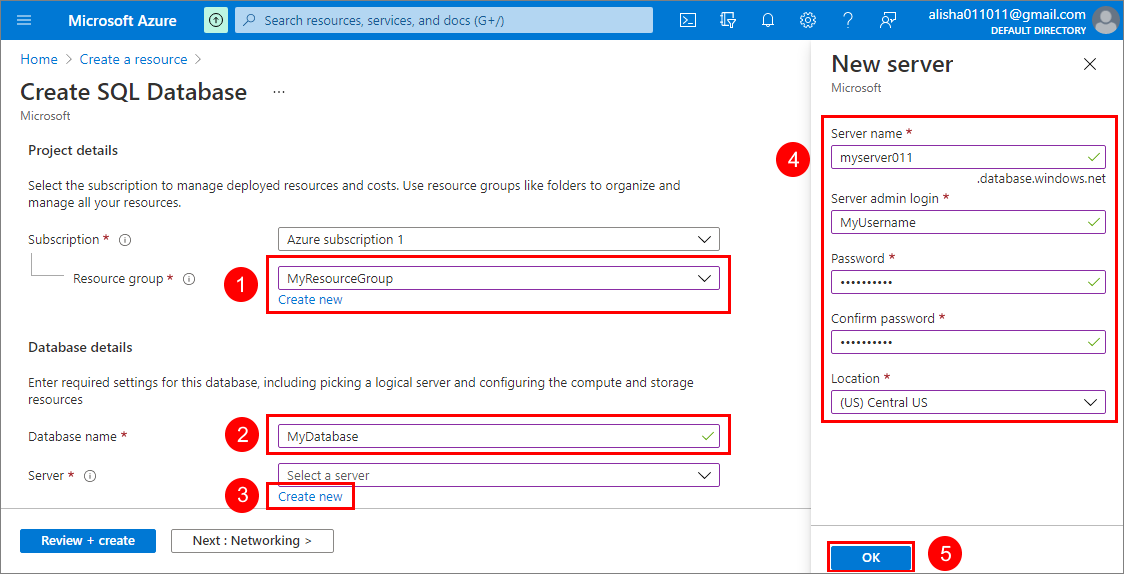 Microsoft Azure
Search resources, services, and docs (G+/)
alisha011011@gmail.com
DEFAULT DIRECTORY
Home > Create a resource >
Create SQL Database ...
Microsoft
Project details
Select the subscription to manage deployed resources and costs. Use resource groups like folders to organize and
manage all your resources.
Subscription *
Azure subscription 1
Resource group *
1
MyResourceGroup
Create new
Database details
Enter required settings for this database, including picking a logical server and configuring the compute and storage
resources
Database name *
2
MyDatabase
Server *
Select a server
3
Create new
Review + create
Next : Networking >
New server
Microsoft
4
Server name *
myserver011
.database.windows.net
Server admin login *
MyUsername
Password *
••••••••••
Confirm password *
••••••••••
Location *
(US) Central US
OK
5